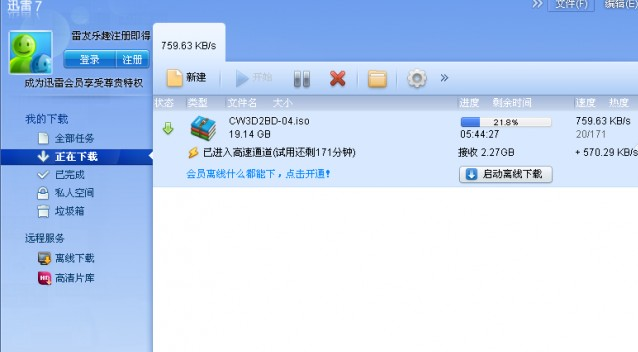 迅雷 7
文件(F) 编辑(E)
雷友乐趣注册即得
登录 注册
成为迅雷会员享受尊贵特权
759.63 KB/s
新建 开始
状态 类型 文件名 大小 进度 剩余时间 速度 热度
我的下载
全部任务
正在下载
已完成
私人空间
垃圾箱
远程服务
离线下载
高清片库
CW3D2BD-04.iso 21.8% 759.63 KB/s
19.14 GB 05:44:27 20/171
已进入高速通道(试用还剩171分钟) 接收 2.27GB + 570.29 KB/s
会员离线什么都能下，点击开通! 启动离线下载